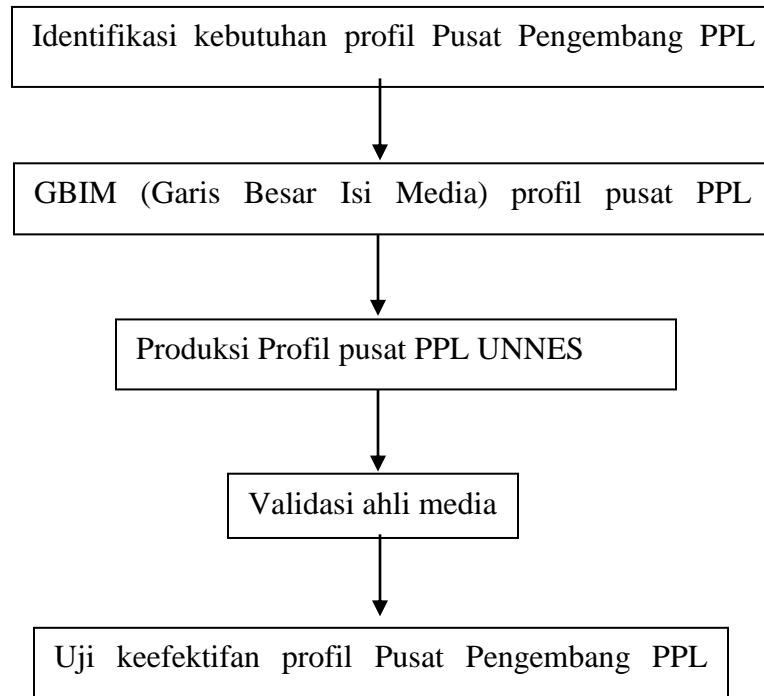 Identifikasi kebutuhan profil Pusat Pengembang PPL
GBIM (Garis Besar Isi Media) profil pusat PPL
Produksi Profil pusat PPL UNNES
Validasi ahli media
Uji keefektifan profil Pusat Pengembang PPL